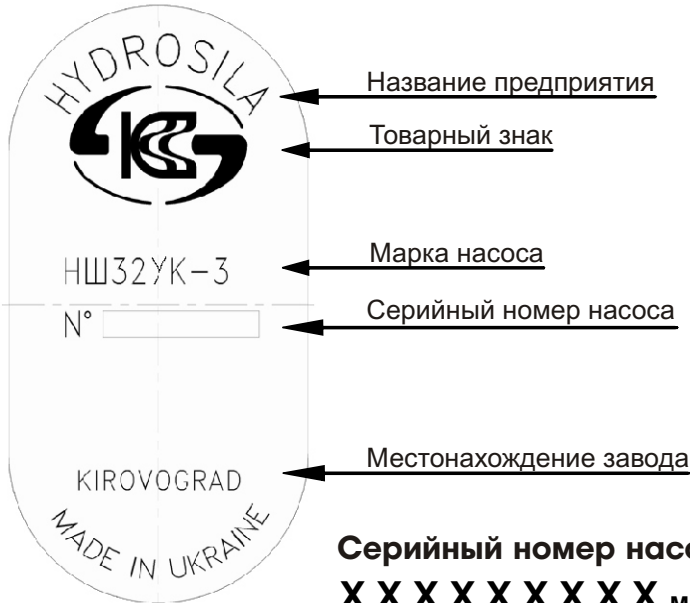 HYDROSILA
Название предприятия
Товарный знак
НШ32УК-3
Марка насоса
N°
Серийный номер насоса
KIROVOGRAD
Местонахождение завода
MADE IN UKRAINE
Серийный номер
X X X X X X X X X